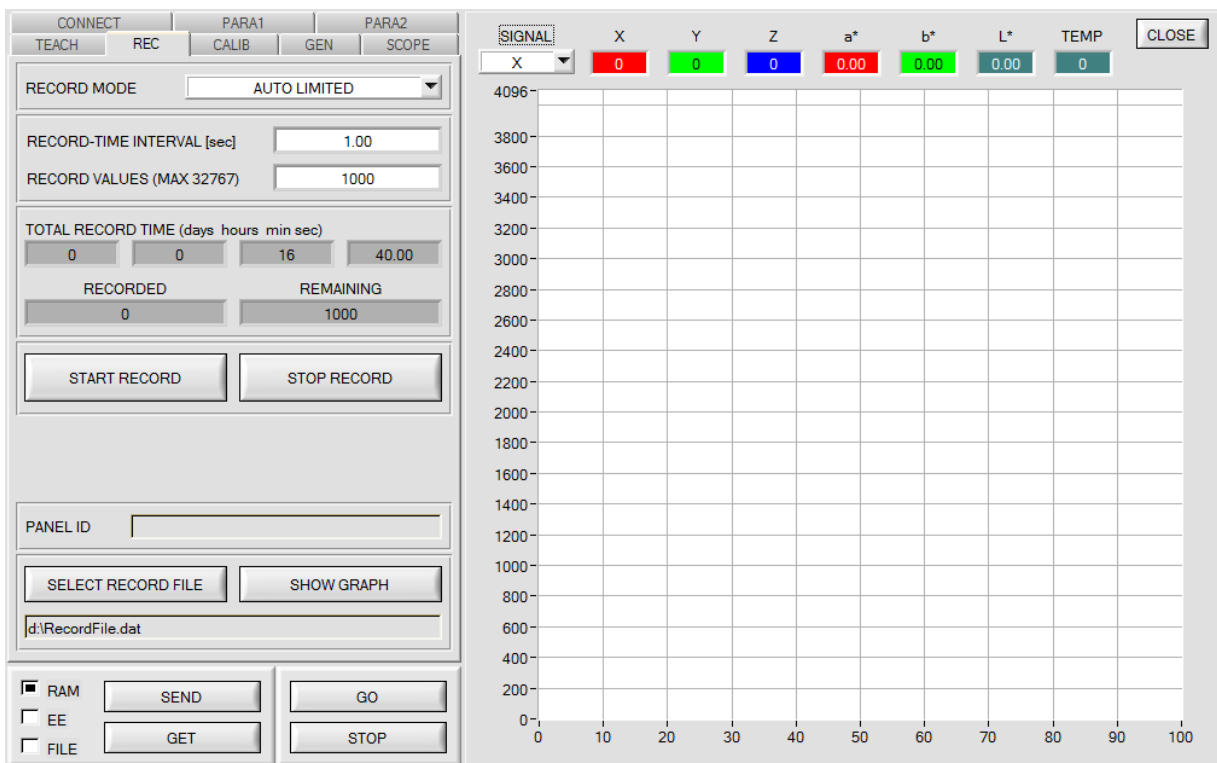 CONNECT PARA1 PARA2
TEACH REC CALIB GEN SCOPE
RECORD MODE AUTO LIMITED
RECORD-TIME INTERVAL [sec] 1.00
RECORD VALUES (MAX 32767) 1000
TOTAL RECORD TIME (days hours min sec)
0 0 16 40.00
RECORDED REMAINING
0 1000
START RECORD STOP RECORD
PANEL ID
SELECT RECORD FILE SHOW GRAPH
d:\RecordFile.dat
RAM SEND GO
EE
FILE GET STOP
SIGNAL X Y Z a* b* L* TEMP CLOSE
X 0 0 0 0.00 0.00 0.00 0
4096
3800
3600
3400
3200
3000
2800
2600
2400
2200
2000
1800
1600
1400
1200
1000
800
600
400
200
0
0 10 20 30 40 50 60 70 80 90 100